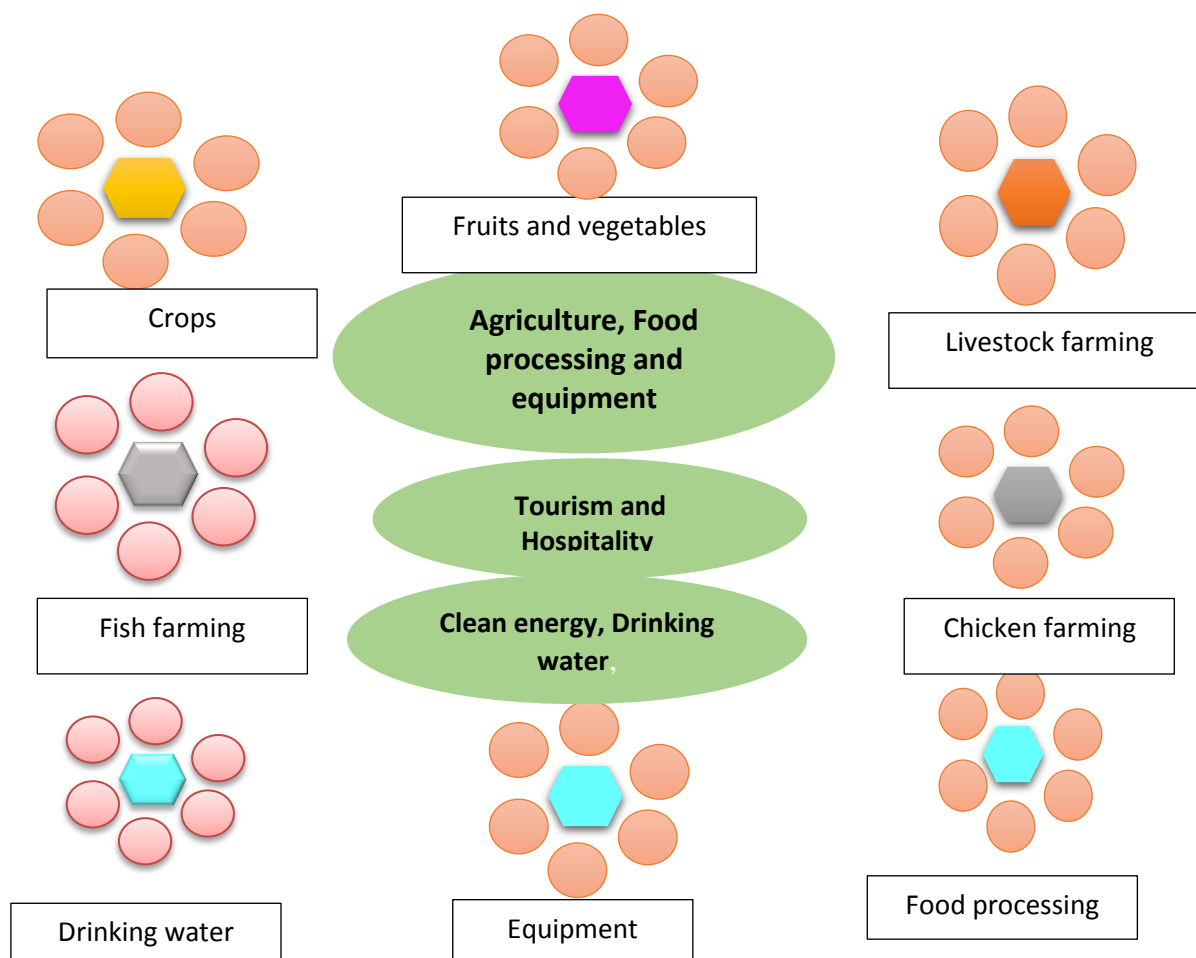 Fruits and vegetables
Crops
Agriculture, Food
processing and
equipment
Livestock farming
Tourism and
Hospitality
Fish farming
Clean energy, Drinking
water,
Chicken farming
Drinking water
Equipment
Food processing